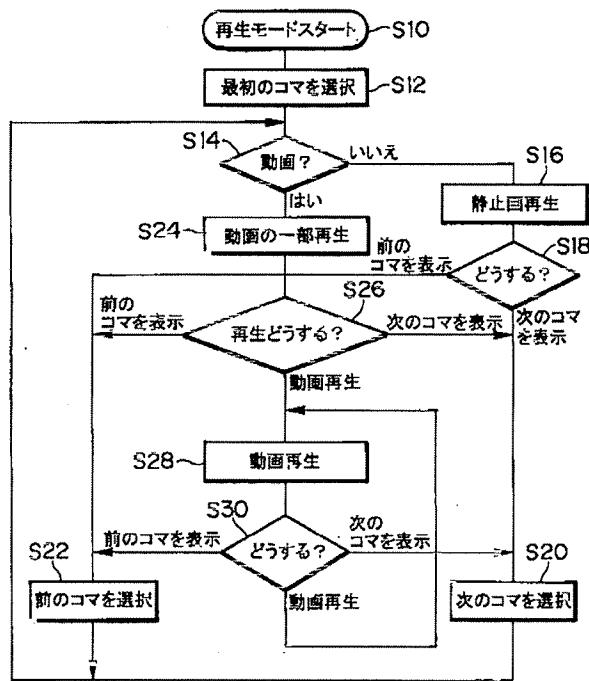 再生モードスタート
S10
最初のコマを選択
S12
S14
動画?
いいえ
はい
S16
静止画再生
S24
動画の一部再生
前の
コマを表示
S18
どうする?
次のコマ
を表示
S26
前の
コマを表示
再生どうする?
次のコマを表示
動画再生
S28
動画再生
S30
前のコマを表示
どうする?
次の
コマを表示
動画再生
S22
前のコマを選択
S20
次のコマを選択